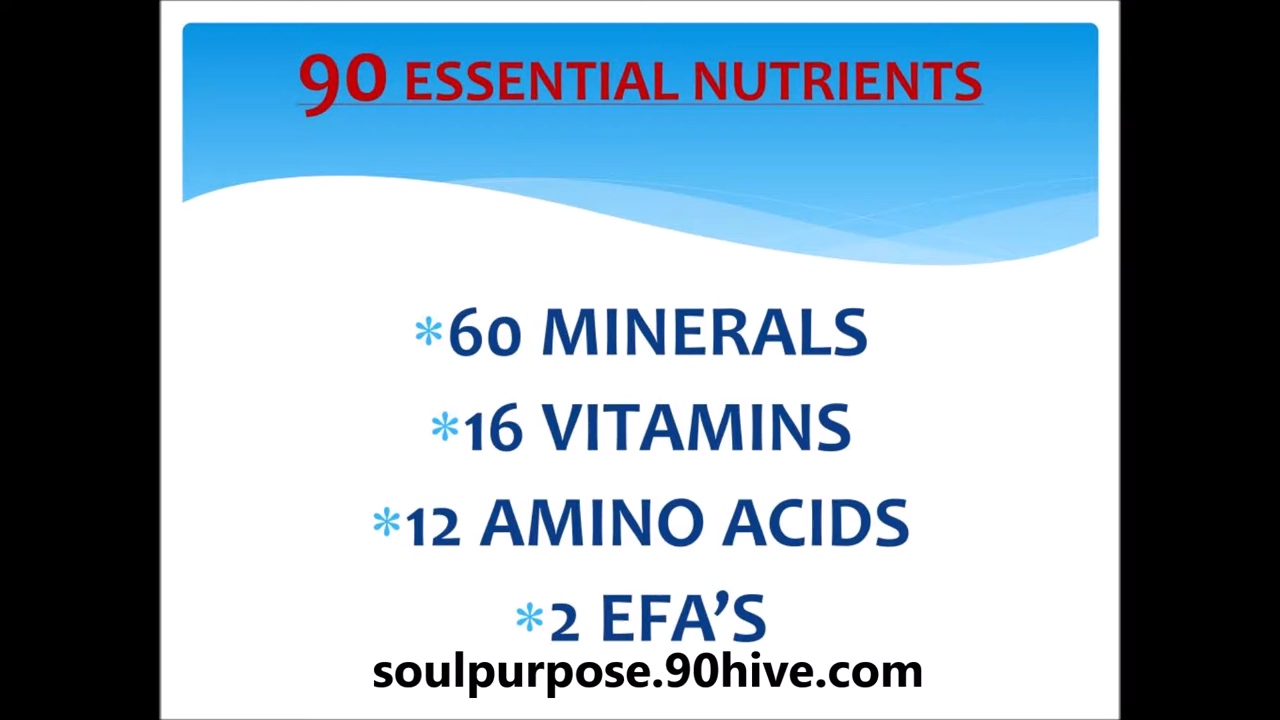 90 ESSENTIAL NUTRIENTS
*60 MINERALS
*16 VITAMINS
*12 AMINO ACIDS
*2 EFA’S
soulpurpose.90hive.com